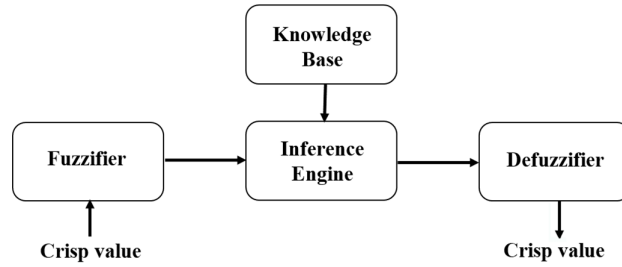 Knowledge
Base
Fuzzifier
Inference
Engine
Defuzzifier
Crisp value
Crisp value